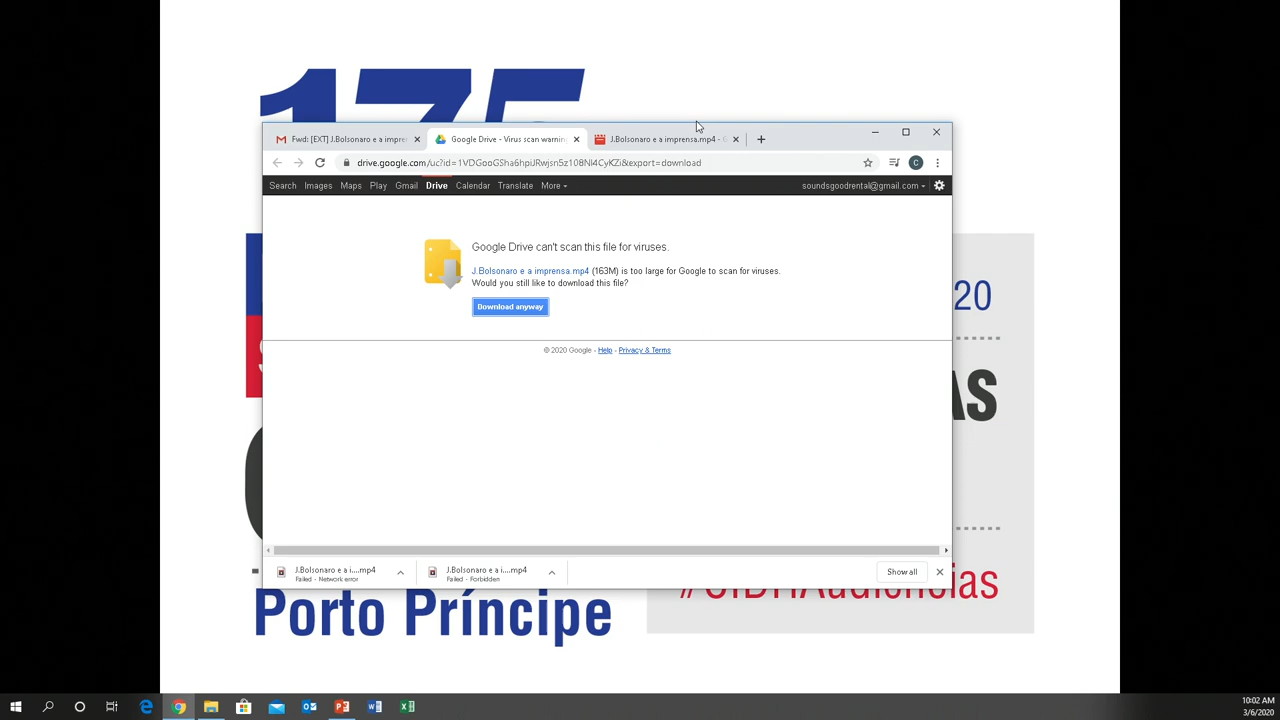 175
Fwd: [EXT] J.Bolsonaro e a impren
Google Drive - Virus scan warning
J.Bolsonaro e a imprensa.mp4 - G
drive.google.com/uc?id=1VDGooGSha6hpiJRwjsn5z108Nl4CyKZi&export=download
C
Search Images Maps Play Gmail Drive Calendar Translate More
soundsgoodrental@gmail.com
Google Drive can't scan this file for viruses.
J.Bolsonaro e a imprensa.mp4 (163M) is too large for Google to scan for viruses.
Would you still like to download this file?
Download anyway
© 2020 Google - Help - Privacy & Terms
20
AS
J.Bolsonaro e a i....mp4
Failed - Network error
J.Bolsonaro e a i....mp4
Failed - Forbidden
Show all
#CIDHAudiencias
Porto Príncipe
10:02 AM
3/6/2020